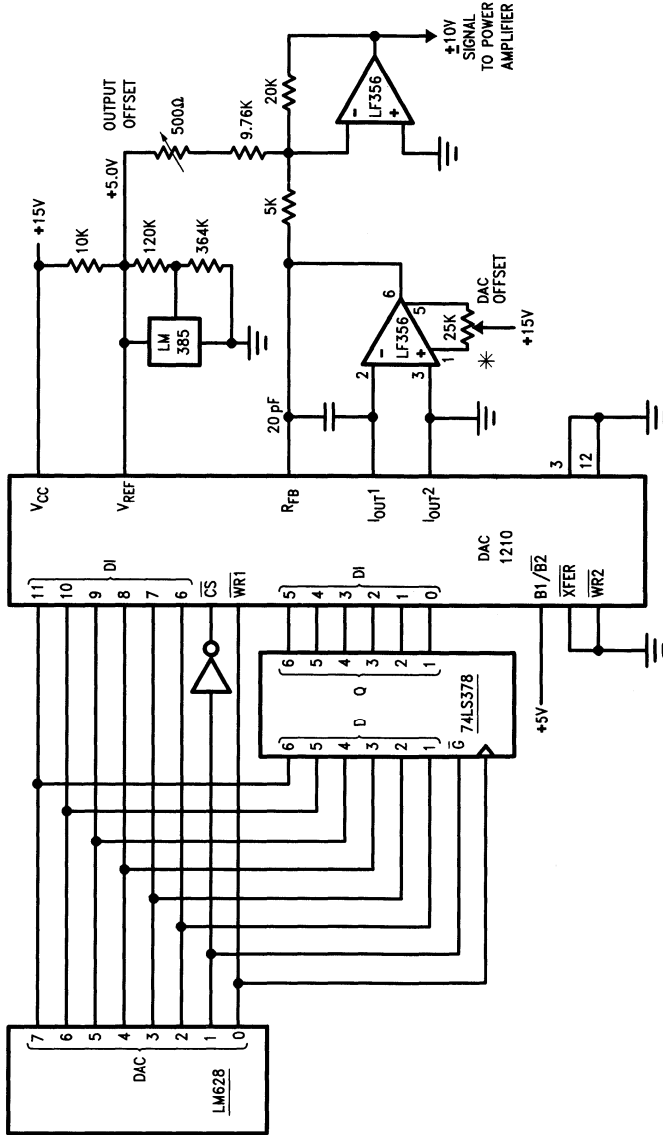 LM628
DAC
7
6
5
4
3
2
1
0
11
10
9
8
7
6
DI
CS
WR1
6
5
4
3
2
1
D
G
Q
6
5
4
3
2
1
74LS378
5
4
3
2
1
0
DI
DAC
1210
B1/B2
XFER
WR2
+5V
VCC
VREF
RFB
IOUT1
IOUT2
3
12
+15V
10K
+5.0V
120K
364K
LM
385
OUTPUT
OFFSET
500Ω
9.76K
20K
5K
20 pF
2
3
6
5
1
-
+
LF356
25K
DAC
OFFSET
+15V
*
-
+
LF356
±10V
SIGNAL
TO POWER
AMPLIFIER